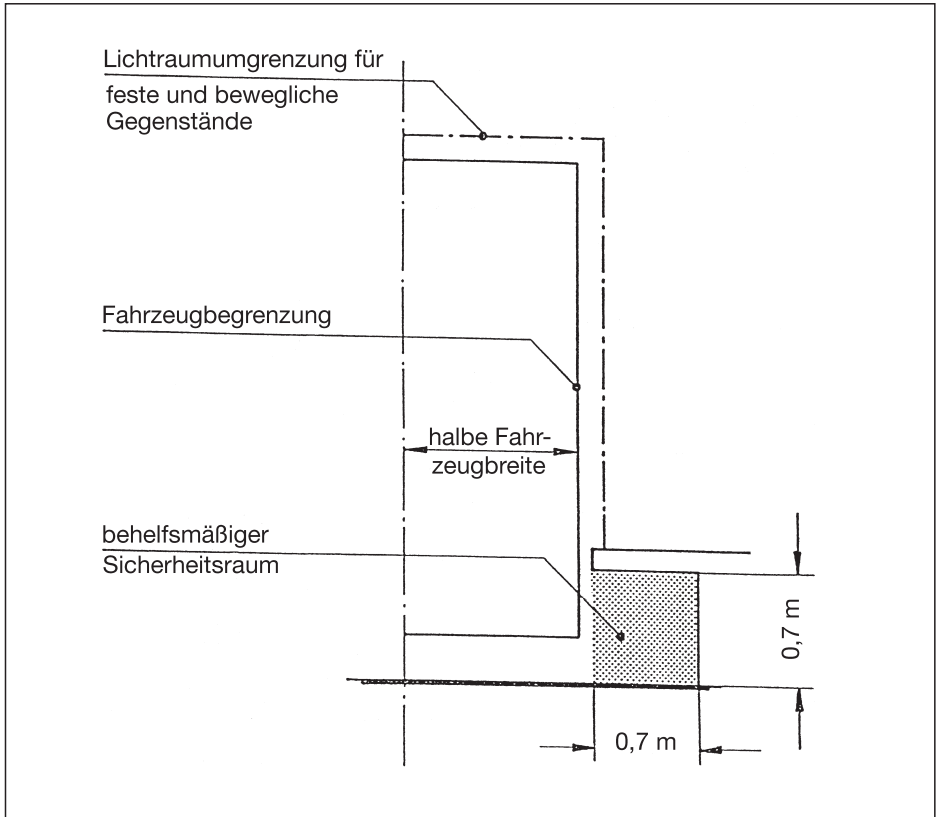 Lichtraumumgrenzung für
feste und bewegliche
Gegenstände
Fahrzeugbegrenzung
halbe Fahr-
zeugbreite
behelfsmäßiger
Sicherheitsraum
0,7 m
0,7 m